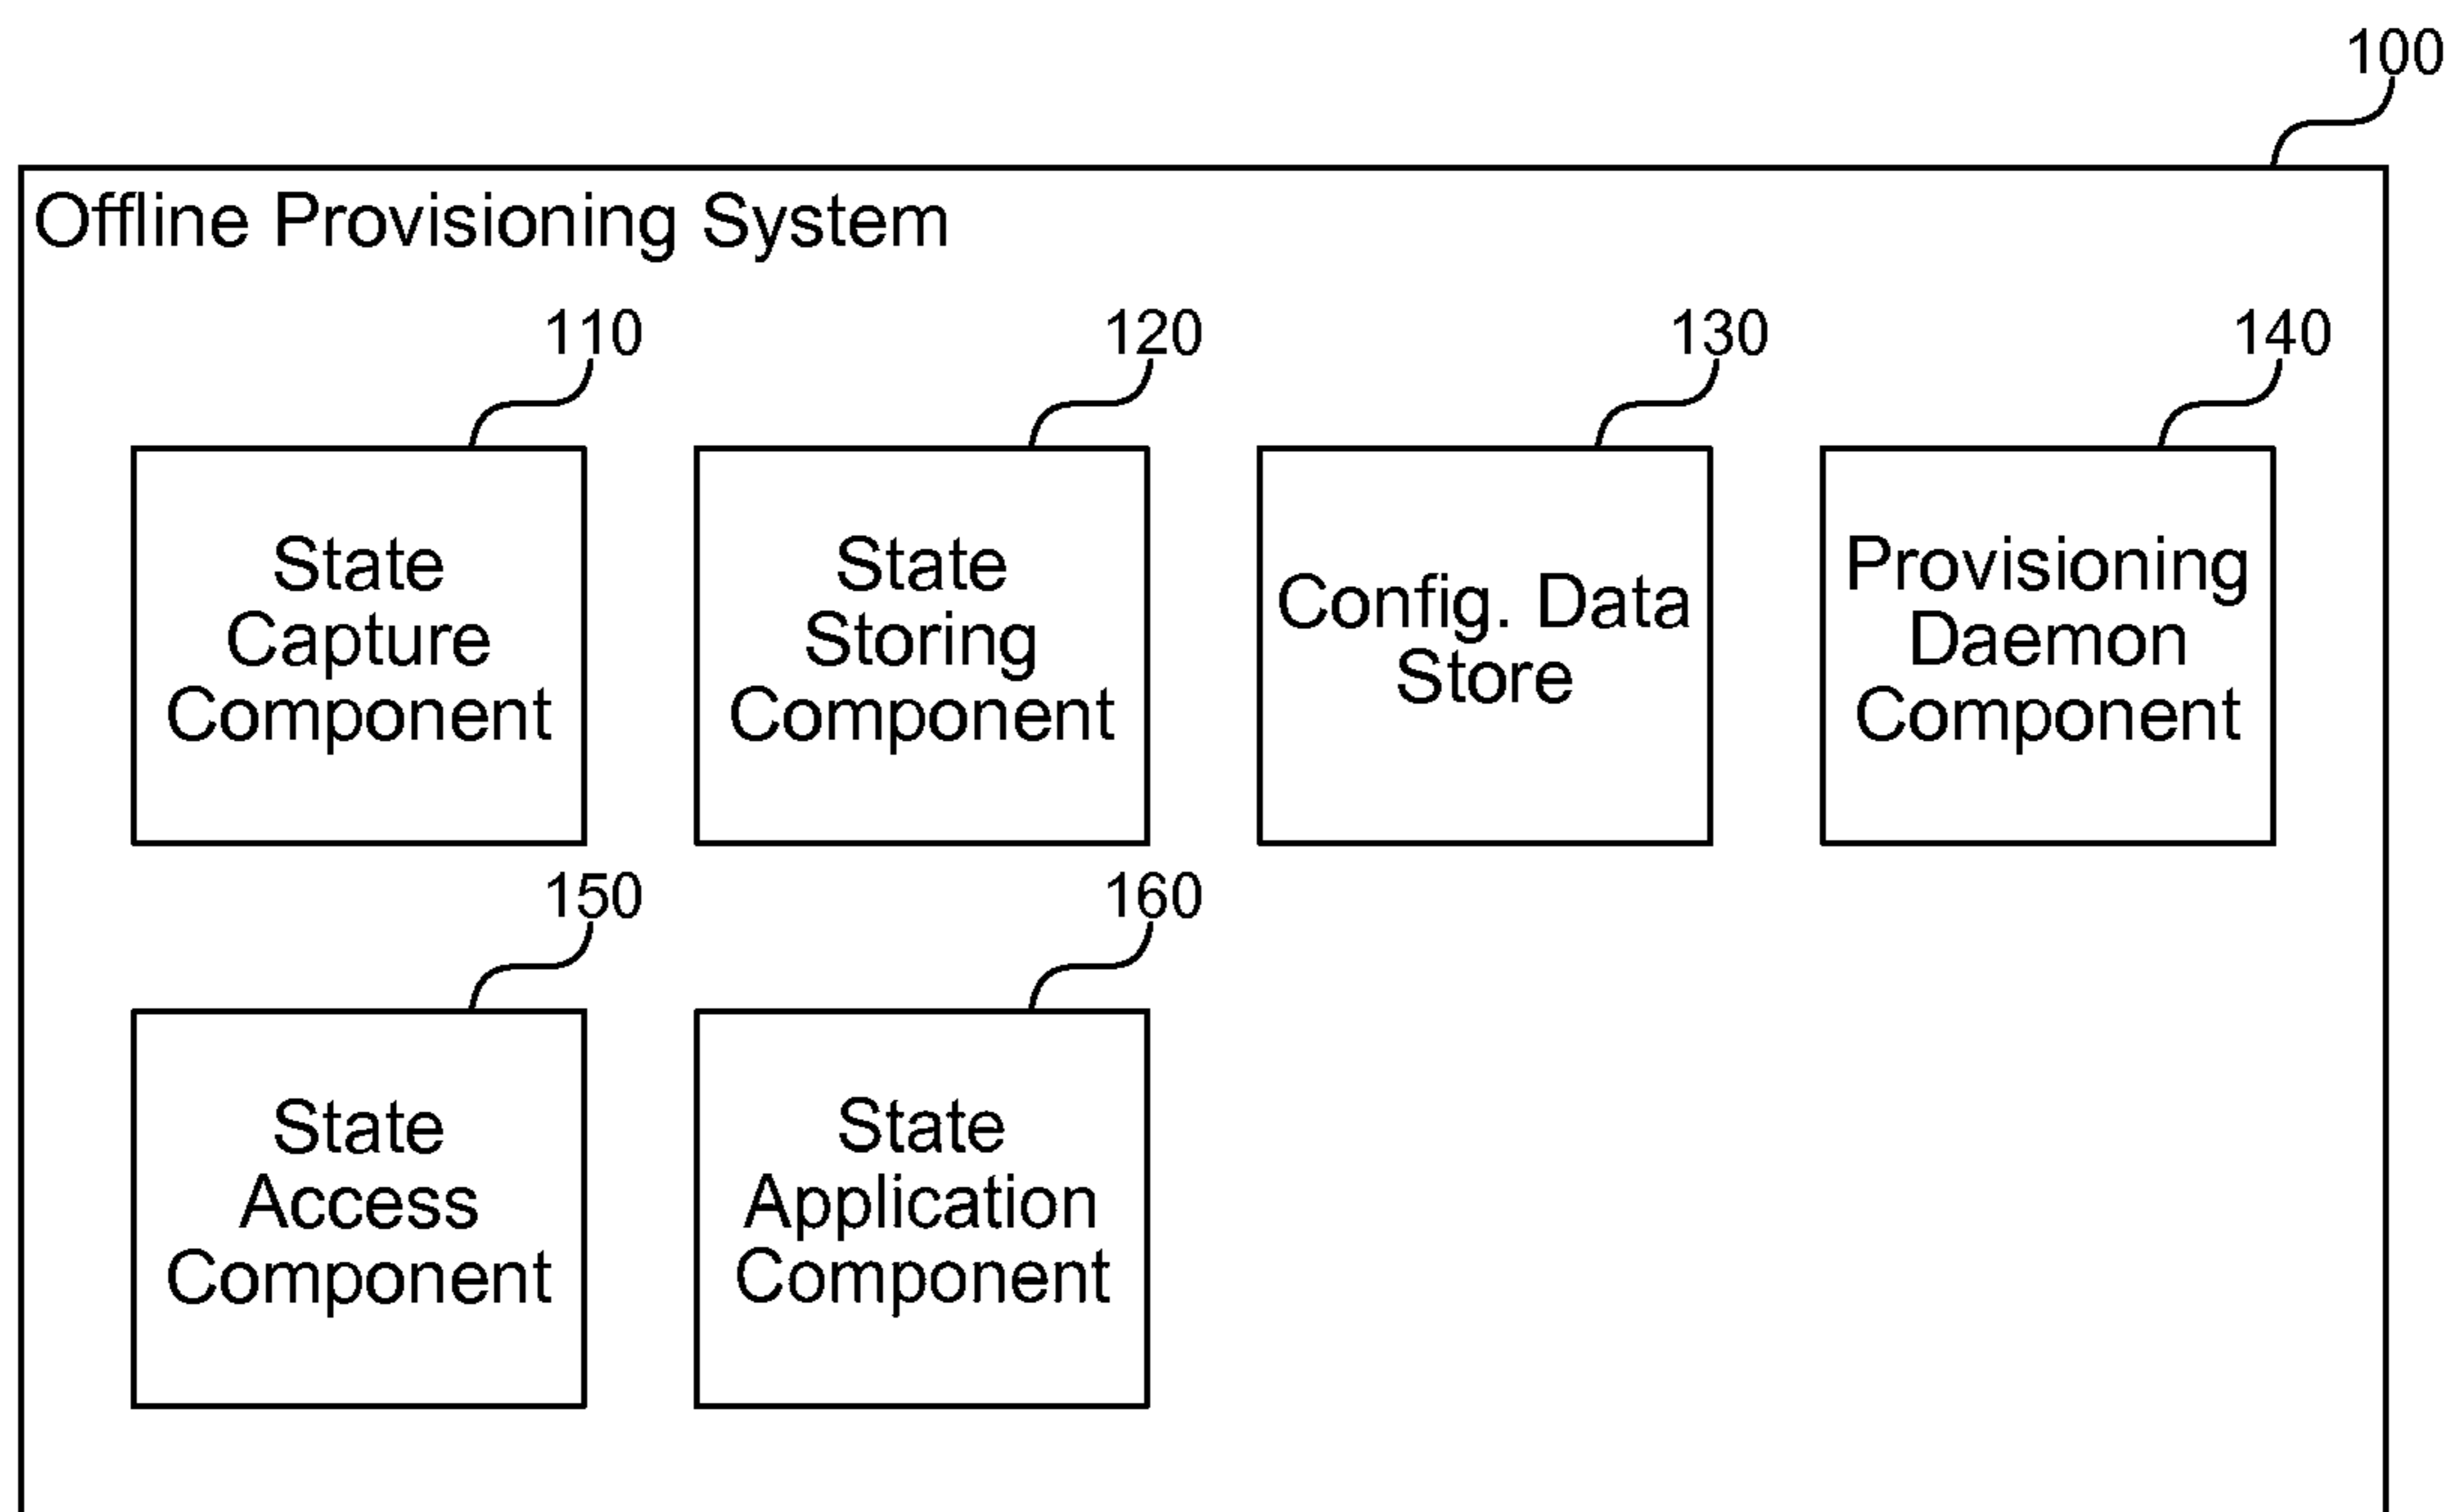 100
Offline Provisioning System
110
120
130
140
State
Capture
Component
State
Storing
Component
Config. Data
Store
Provisioning
Daemon
Component
150
160
State
Access
Component
State
Application
Component